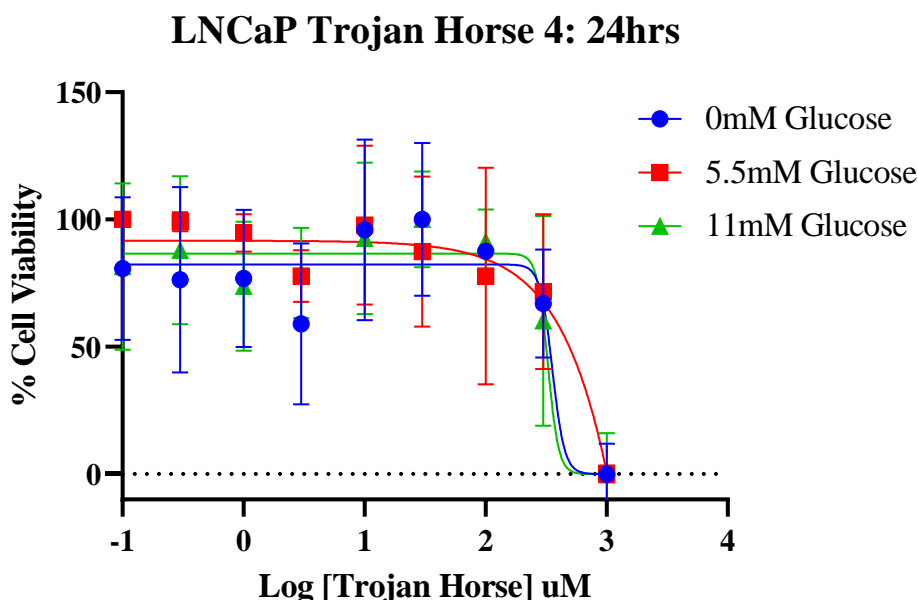 LNCaP Trojan Horse 4: 24hrs
150
100
50
0
% Cell Viability
-1 0 1 2 3 4
Log [Trojan Horse] uM
0mM Glucose
5.5mM Glucose
11mM Glucose